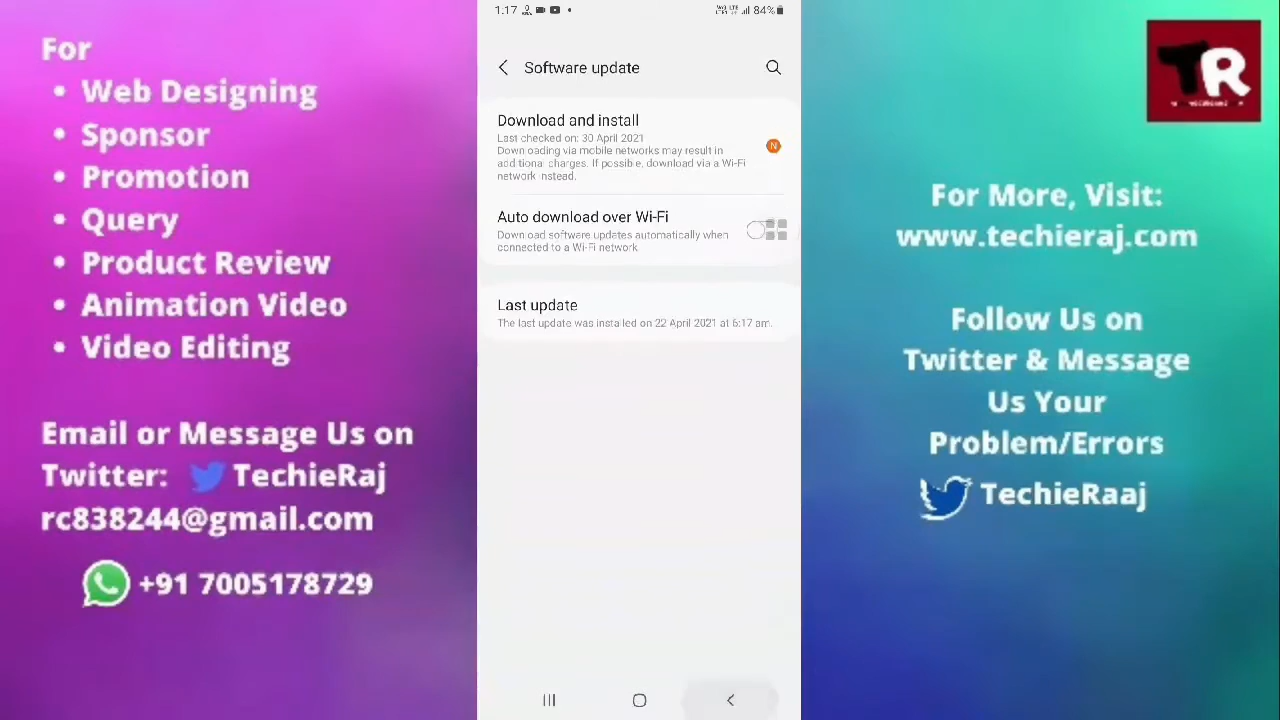 For
• Web Designing
• Sponsor
• Promotion
• Query
• Product Review
• Animation Video
• Video Editing
Email or Message Us on
Twitter: TechieRaj
rc838244@gmail.com
+91 7005178729
1:17
84%
Software update
Download and install
Last checked on: 30 April 2021
Downloading via mobile networks may result in
additional charges. If possible, download via a Wi-Fi
network instead.
N
Auto download over Wi-Fi
Download software updates automatically when
connected to a Wi-Fi network
Last update
The last update was installed on 22 April 2021 at 6:17 am.
TR
For More, Visit:
www.techieraj.com
Follow Us on
Twitter & Message
Us Your
Problem/Errors
TechieRaaj